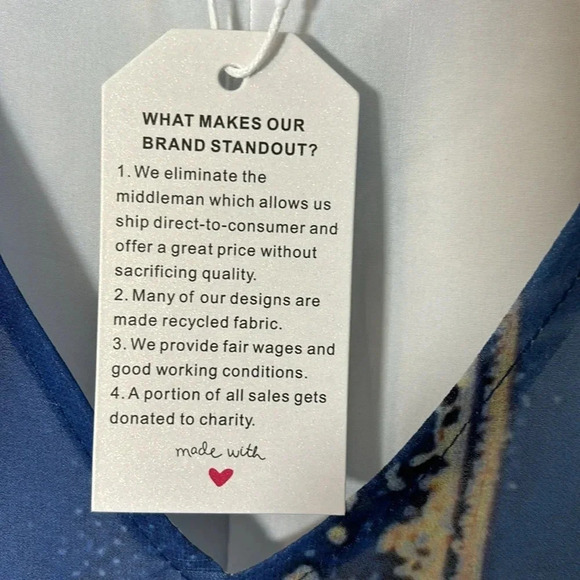 WHAT MAKES OUR
BRAND STANDOUT?
1. We eliminate the
middleman which allows us
ship direct-to-consumer and
offer a great price without
sacrificing quality.
2. Many of our designs are
made recycled fabric.
3. We provide fair wages and
good working conditions.
4. A portion of all sales gets
donated to charity.
made with